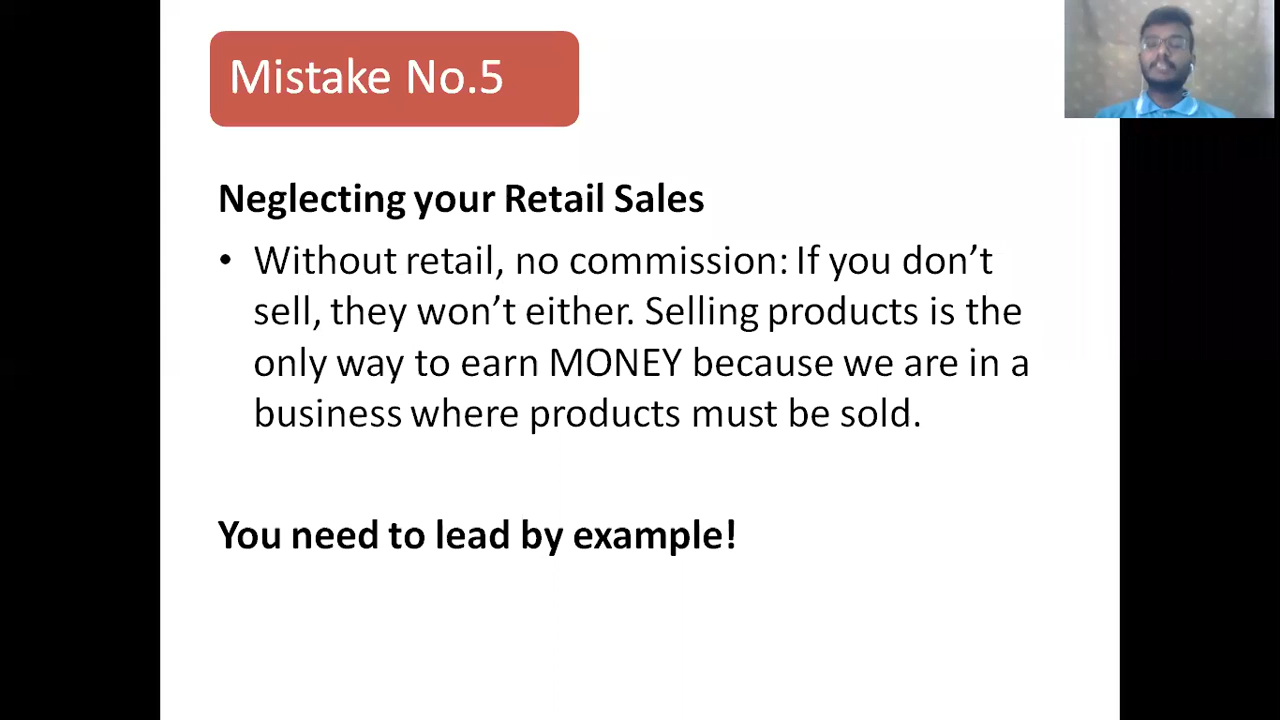 Mistake No.5
Neglecting your Retail Sales
• Without retail, no commission: If you don’t
sell, they won’t either. Selling products is the
only way to earn MONEY because we are in a
business where products must be sold.
You need to lead by example!